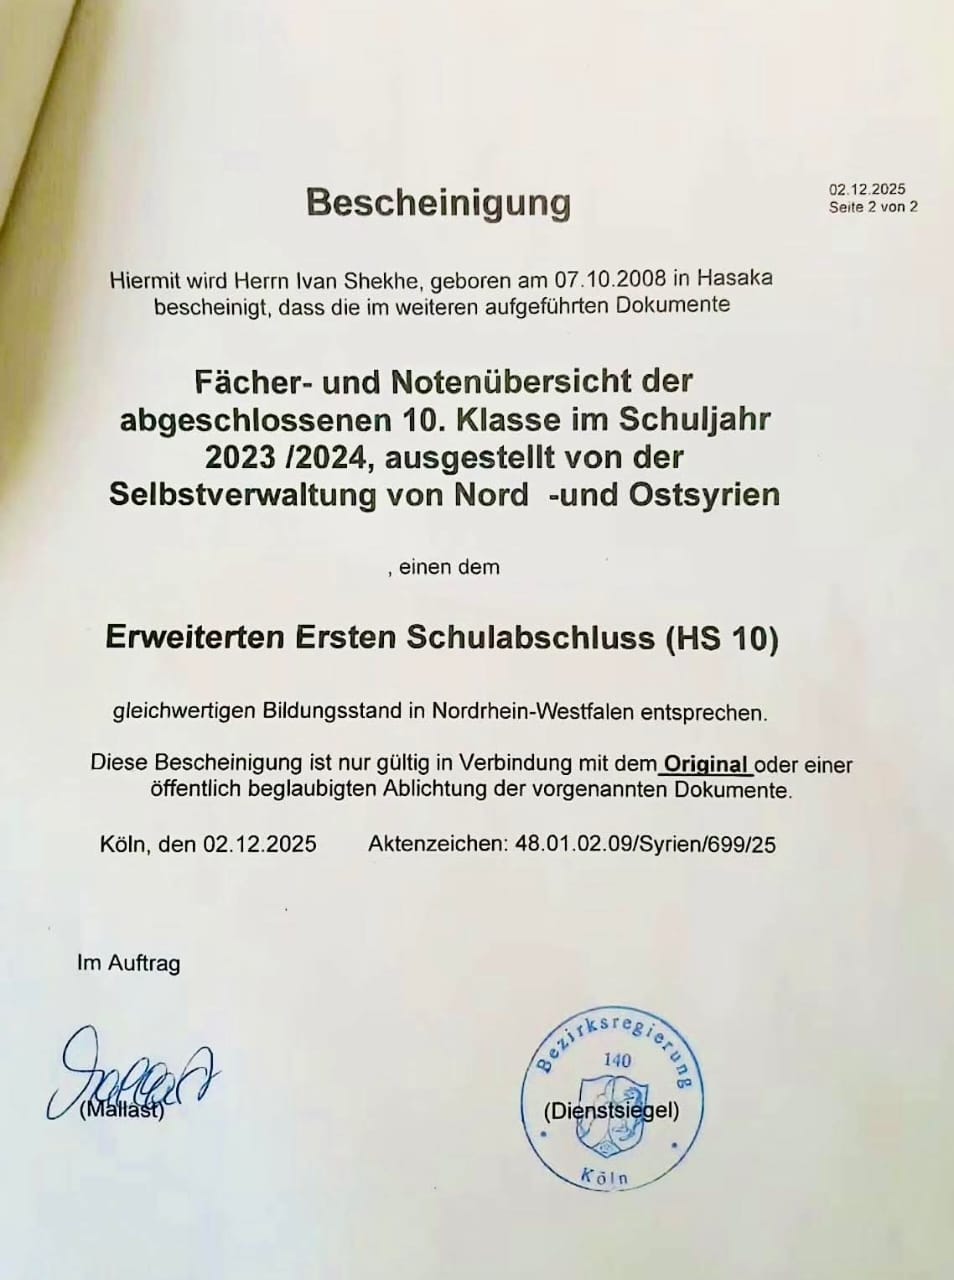 Bescheinigung
02.12.2025
Seite 2 von 2
Hiermit wird Herrn Ivan Shekhe, geboren am 07.10.2008 in Hasaka
bescheinigt, dass die im weiteren aufgeführten Dokumente
Fächer- und Notenübersicht der
abgeschlossenen 10. Klasse im Schuljahr
2023 /2024, ausgestellt von der
Selbstverwaltung von Nord -und Ostsyrien
, einen dem
Erweiterten Ersten Schulabschluss (HS 10)
gleichwertigen Bildungsstand in Nordrhein-Westfalen entsprechen.
Diese Bescheinigung ist nur gültig in Verbindung mit dem Original oder einer
öffentlich beglaubigten Ablichtung der vorgenannten Dokumente.
Köln, den 02.12.2025 Aktenzeichen: 48.01.02.09/Syrien/699/25
Im Auftrag
(Mallast)
Bezirksregierung
140
(Dienstsiegel)
Köln